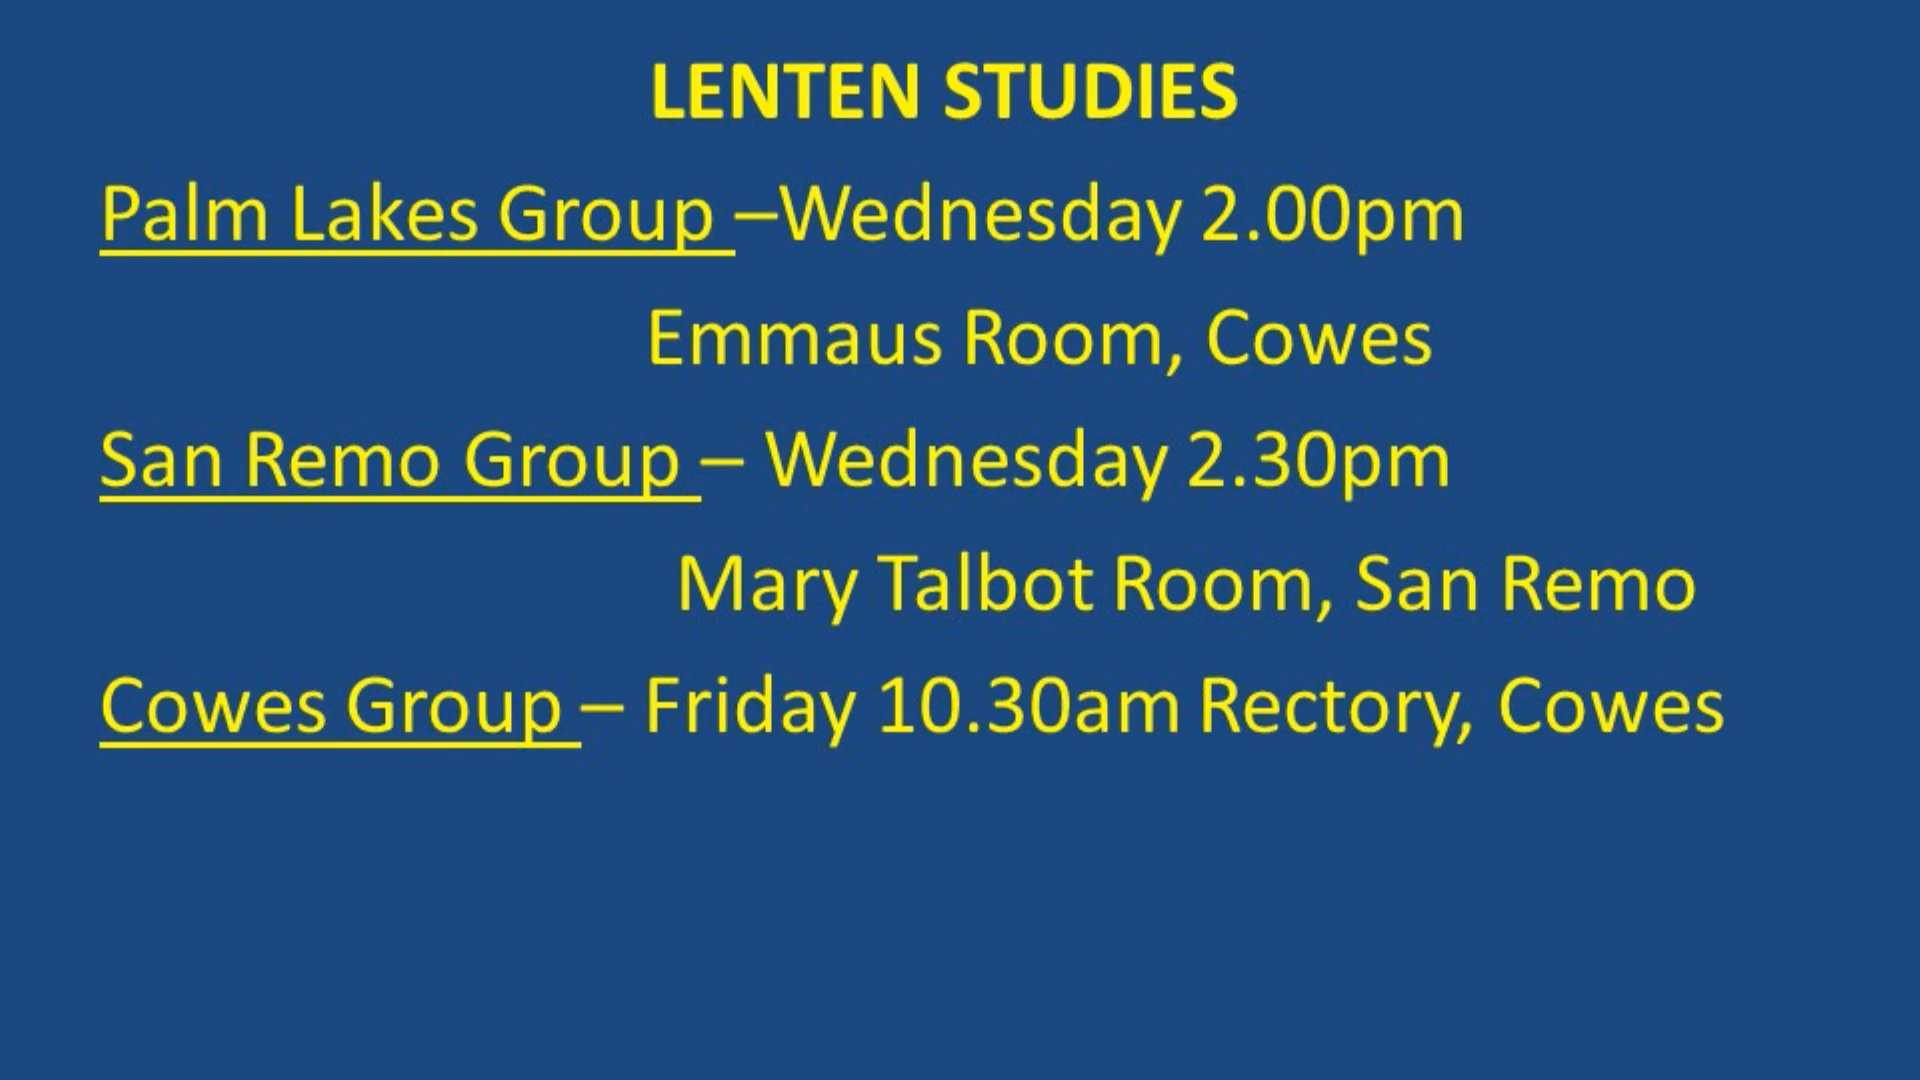 LENTEN STUDIES
Palm Lakes Group –Wednesday 2.00pm
Emmaus Room, Cowes
San Remo Group – Wednesday 2.30pm
Mary Talbot Room, San Remo
Cowes Group – Friday 10.30am Rectory, Cowes